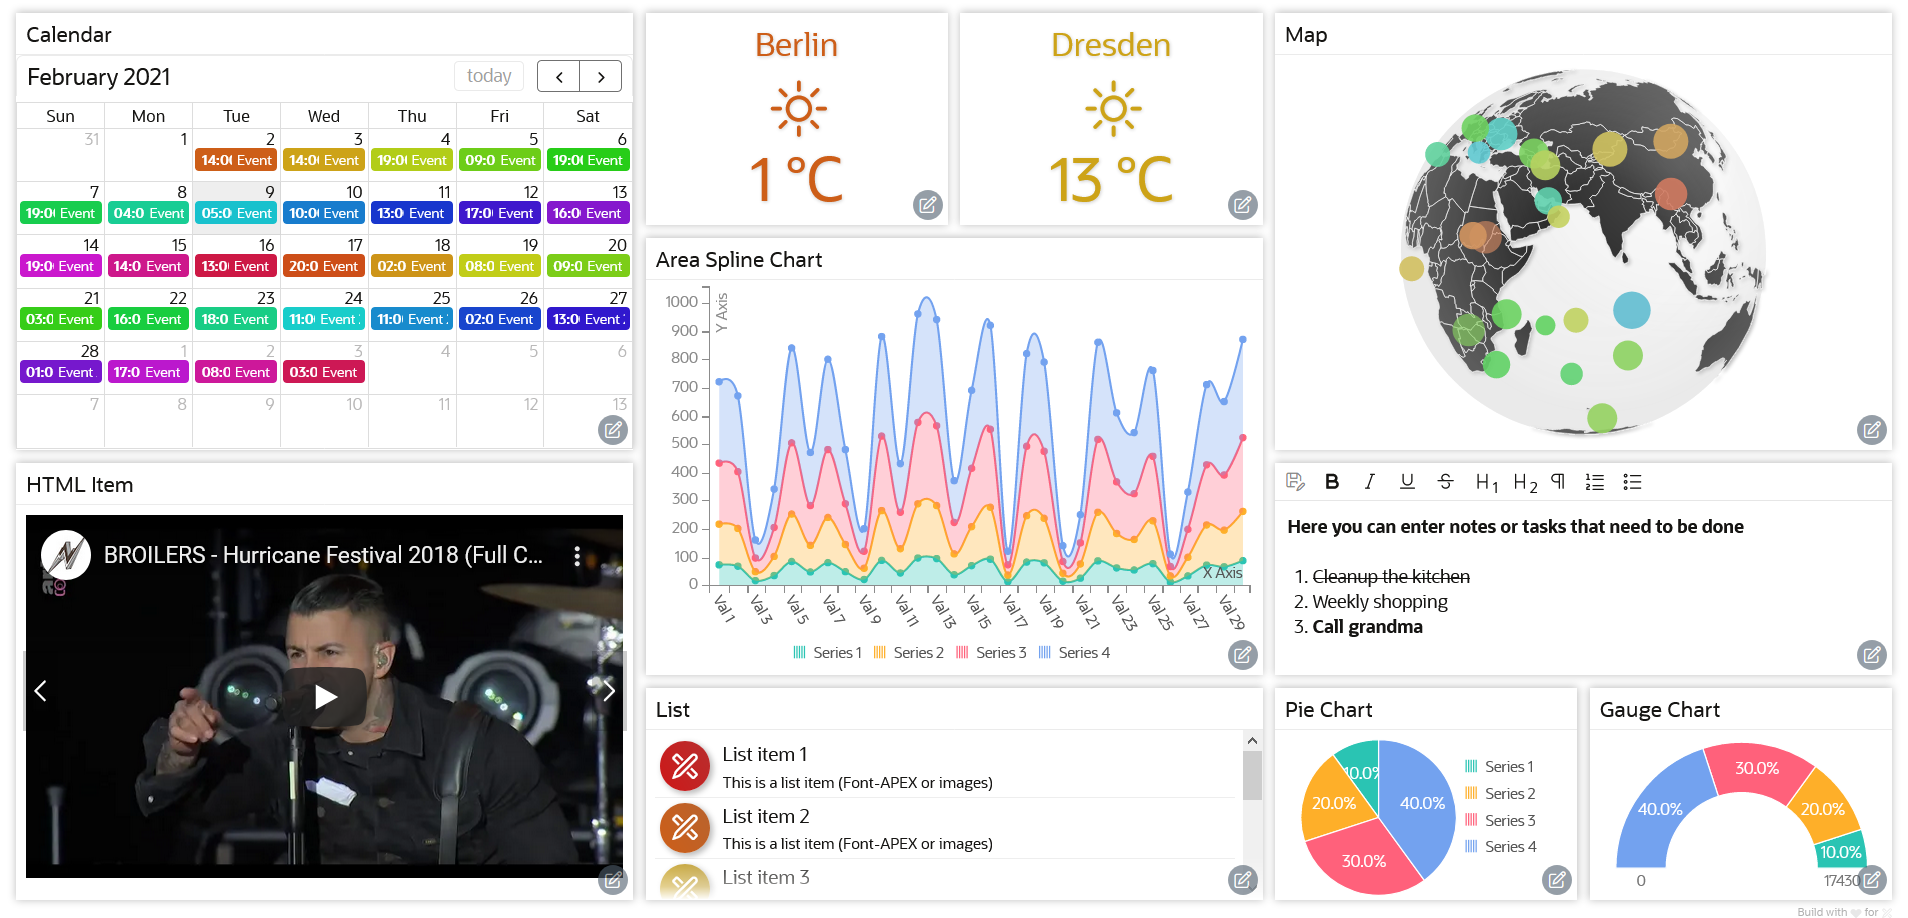 Calendar
February 2021
today
Sun Mon Tue Wed Thu Fri Sat
31 1 2 3 4 5 6
14:00 Event 14:00 Event 19:00 Event 09:0 Event 19:00 Event
7 8 9 10 11 12 13
19:00 Event 04:0 Event 05:0 Event 10:00 Event 13:0 Event 17:0 Event 16:0 Event
14 15 16 17 18 19 20
19:0 Event 14:0 Event 13:0 Event 20:0 Event 02:0 Event 08:0 Event 09:0 Event
21 22 23 24 25 26 27
03:0 Event 16:0 Event 18:0 Event 11:0 Event 11:0 Event 02:0 Event 13:0 Event
28 1 2 3 4 5 6
01:0 Event 17:0 Event 08:0 Event 03:0 Event
7 8 9 10 11 12 13
HTML Item
BROILERS - Hurricane Festival 2018 (Full C...
Berlin
1 °C
Dresden
13 °C
Area Spline Chart
Y Axis
1000
900
800
700
600
500
400
300
200
100
0
X Axis
Val 1 Val 3 Val 5 Val 7 Val 9 Val 11 Val 13 Val 15 Val 17 Val 19 Val 21 Val 23 Val 25 Val 27 Val 29
Series 1 Series 2 Series 3 Series 4
List
List item 1
This is a list item (Font-APEX or images)
List item 2
This is a list item (Font-APEX or images)
List item 3
Map
B I U S H1 H2
Here you can enter notes or tasks that need to be done
1. Cleanup the kitchen
2. Weekly shopping
3. Call grandma
Pie Chart
10.0%
20.0%
40.0%
30.0%
Series 1
Series 2
Series 3
Series 4
Gauge Chart
30.0%
40.0%
20.0%
10.0%
0 17430
Build with for